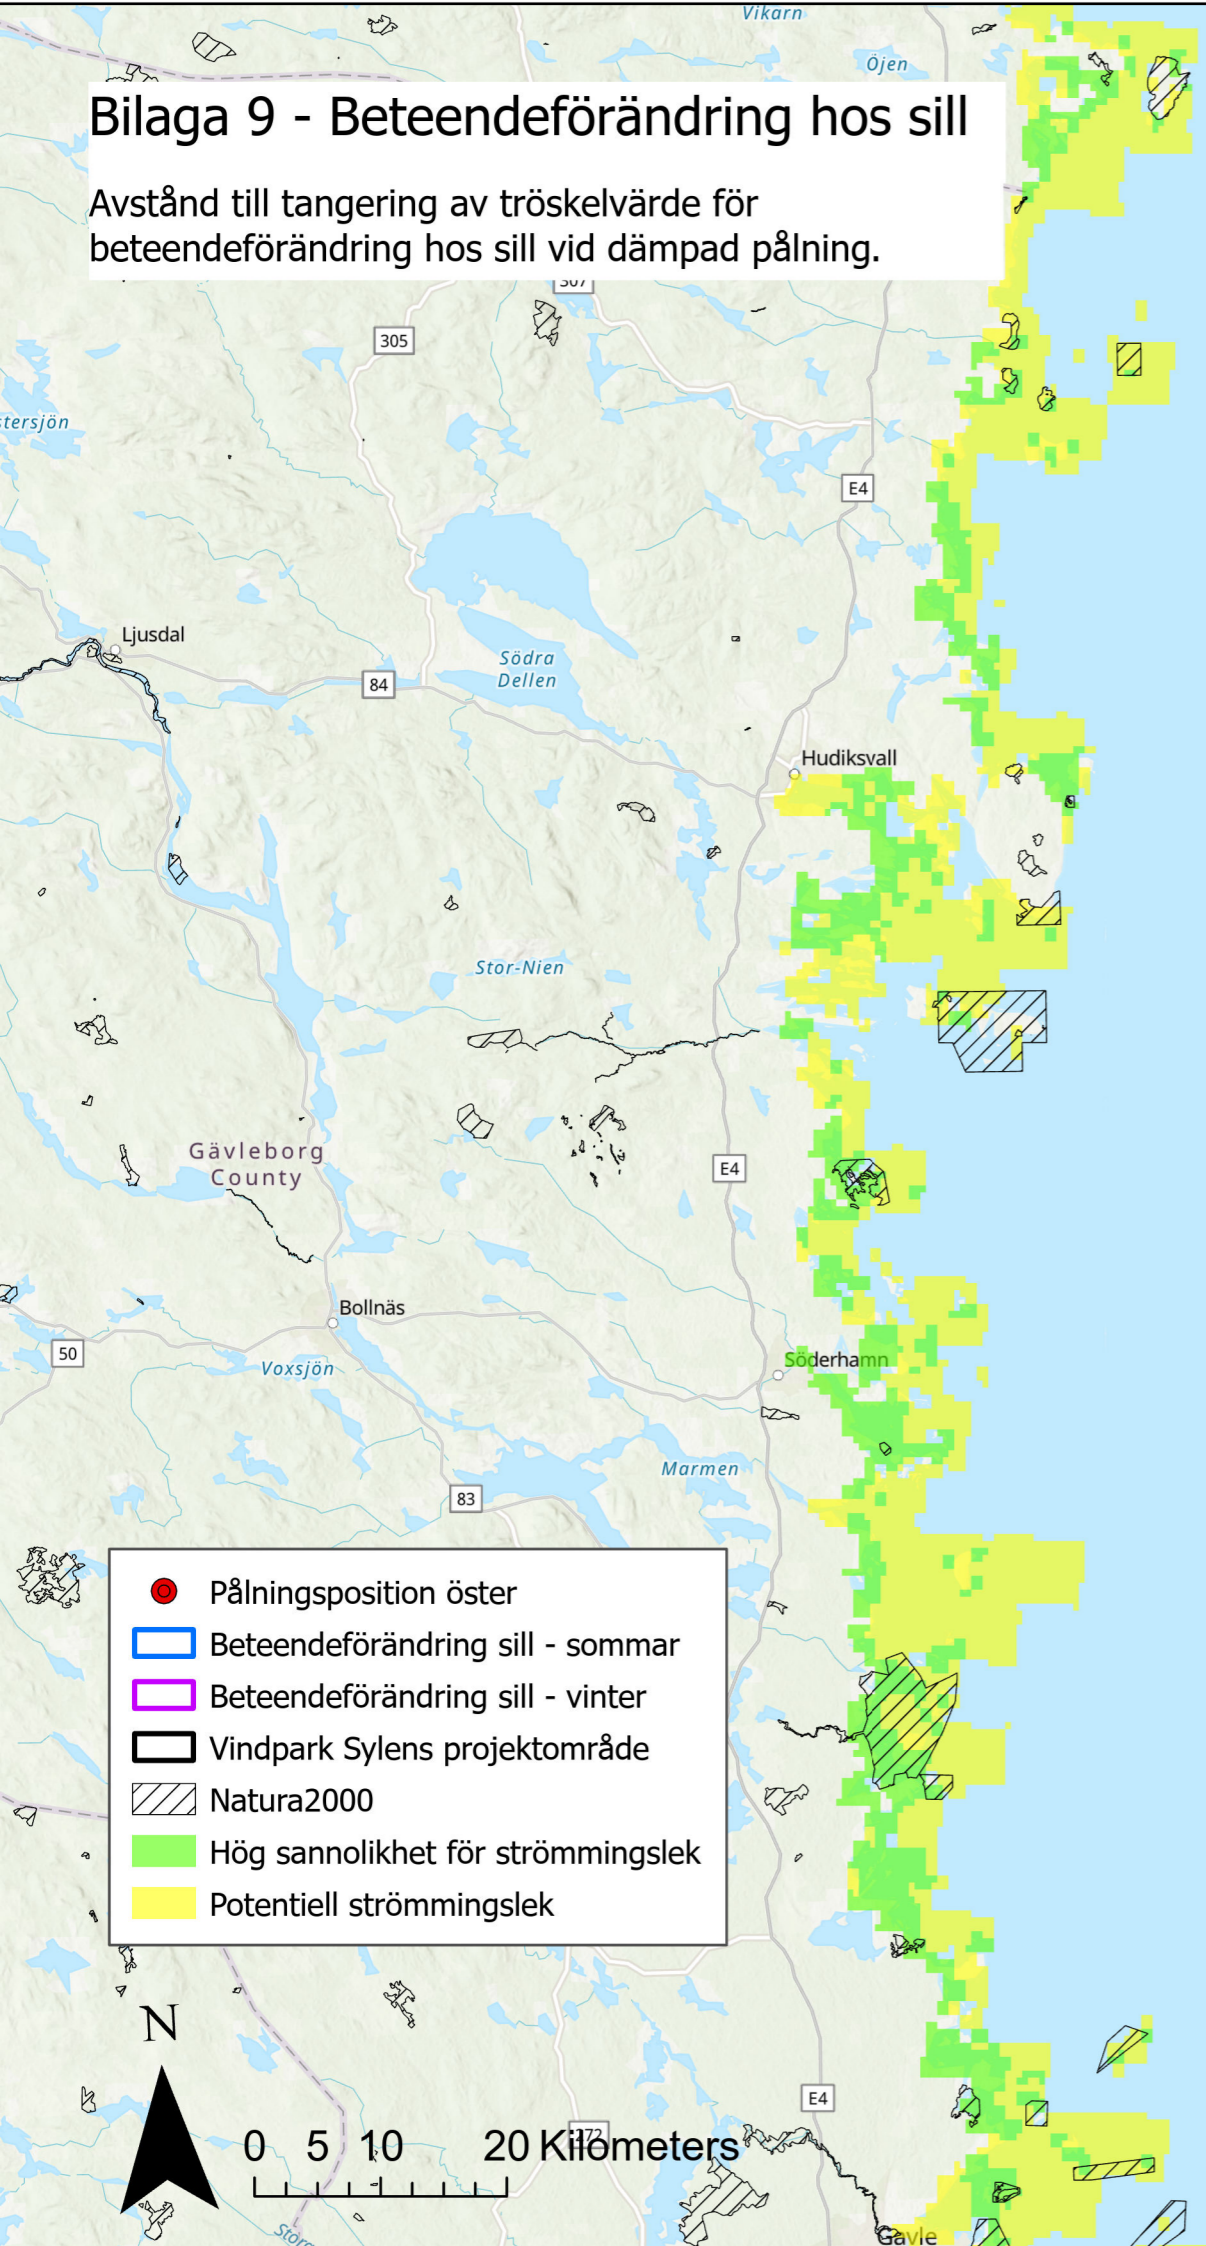 Vikarn
Öjen
Bilaga 9 - Beteendeförändring hos sill
Avstånd till tangering av tröskelvärde för
beteendeförändring hos sill vid dämpad pålning.
307
305
stersjön
E4
Ljusdal
Södra
Dellen
84
Hudiksvall
Stor-Nien
Gävleborg
County
E4
Bollnäs
50
Voxsjön
Söderhamn
Marmen
83
Pålningsposition öster
Beteendeförändring sill - sommar
Beteendeförändring sill - vinter
Vindpark Sylens projektområde
Natura2000
Hög sannolikhet för strömmingslek
Potentiell strömmingslek
N
E4
272
0 5 10 20 Kilometers
Gävle